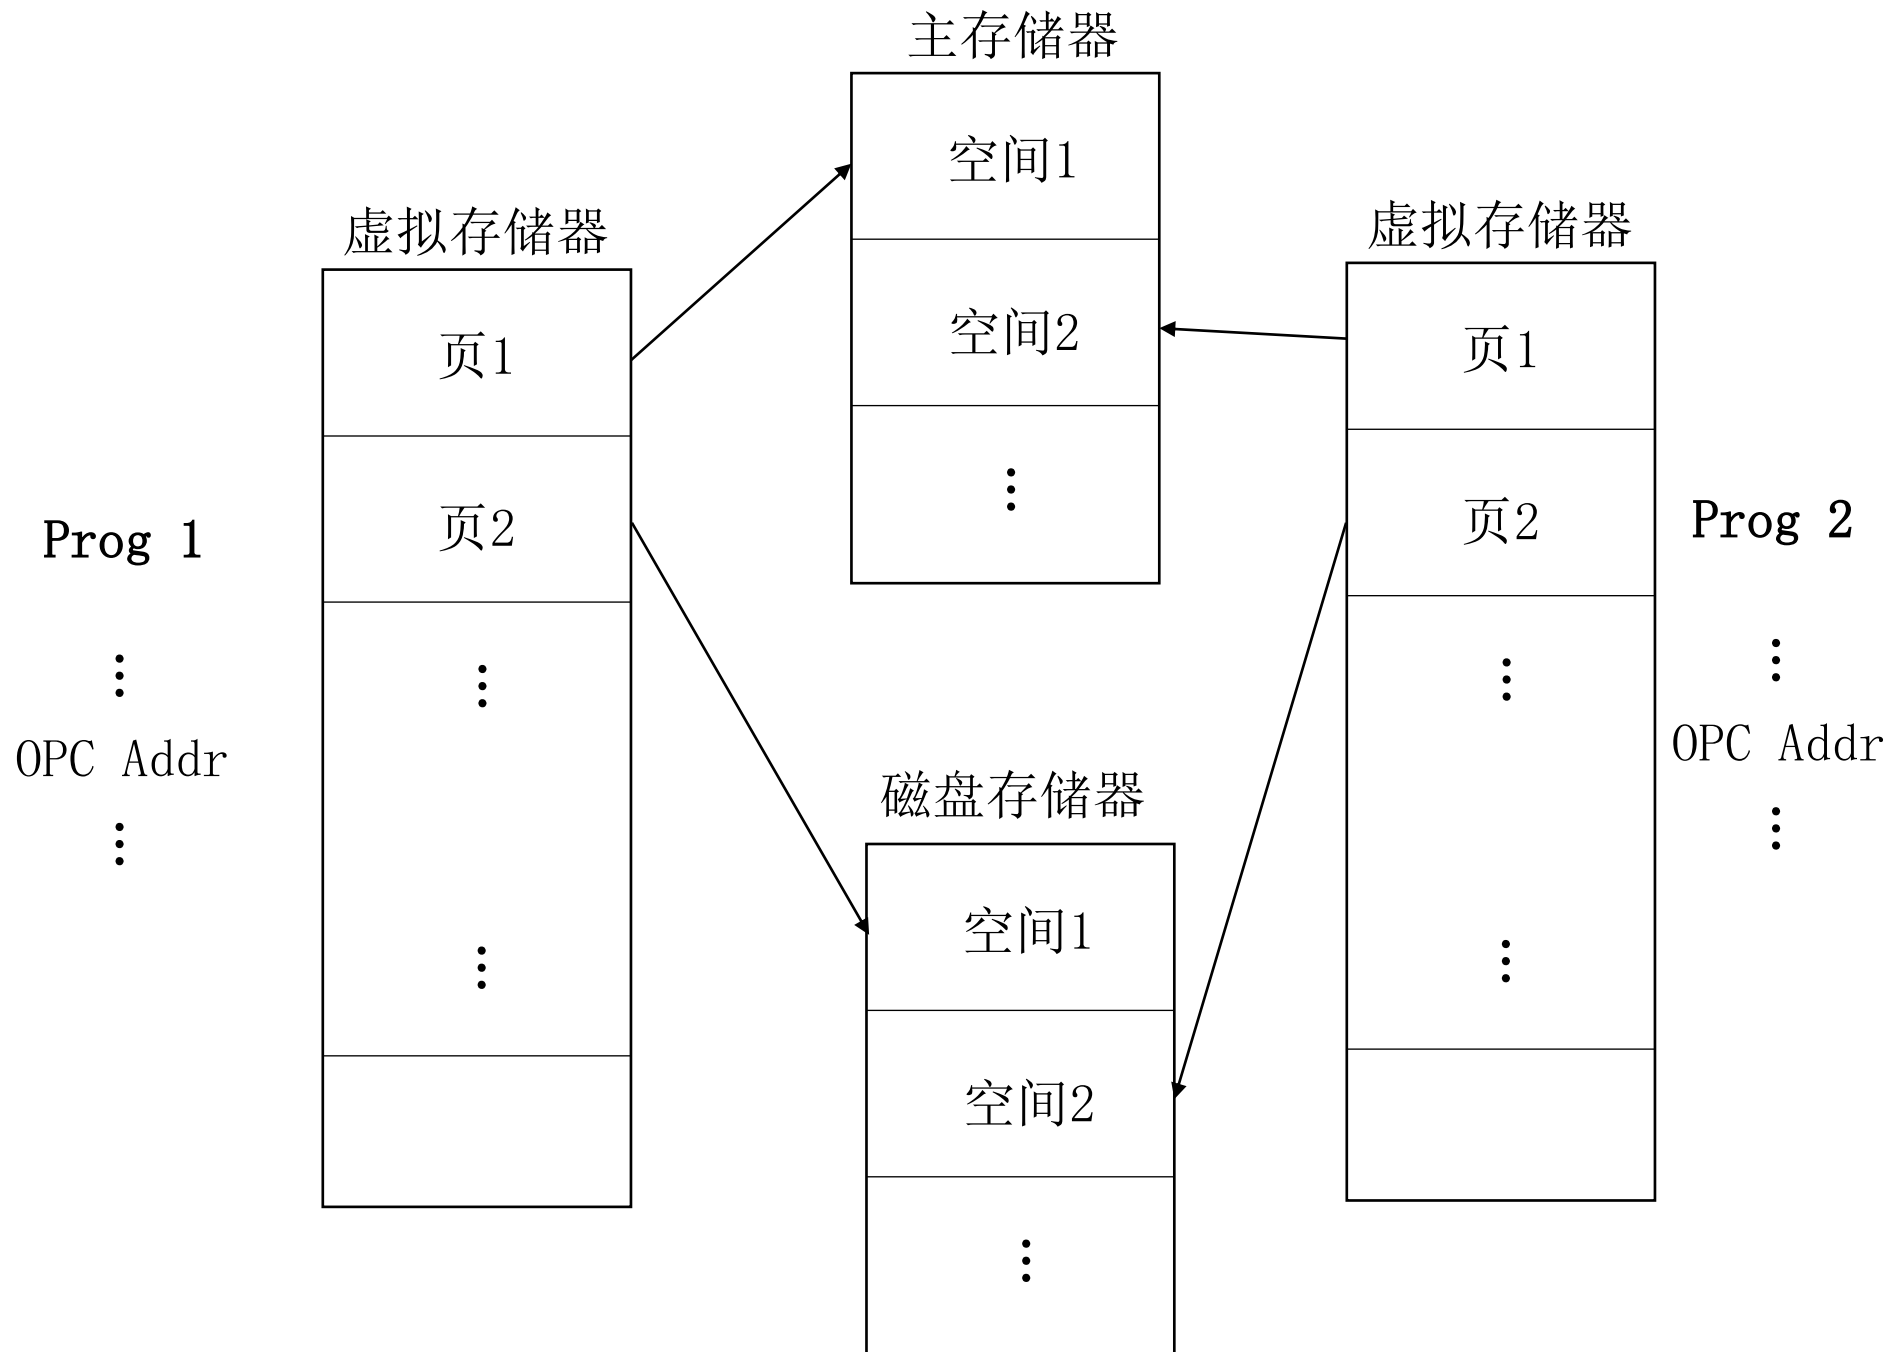 主存储器
空间1
空间2
虚拟存储器
页1
页2
Prog 1
OPC Addr
虚拟存储器
页1
页2
Prog 2
OPC Addr
磁盘存储器
空间1
空间2